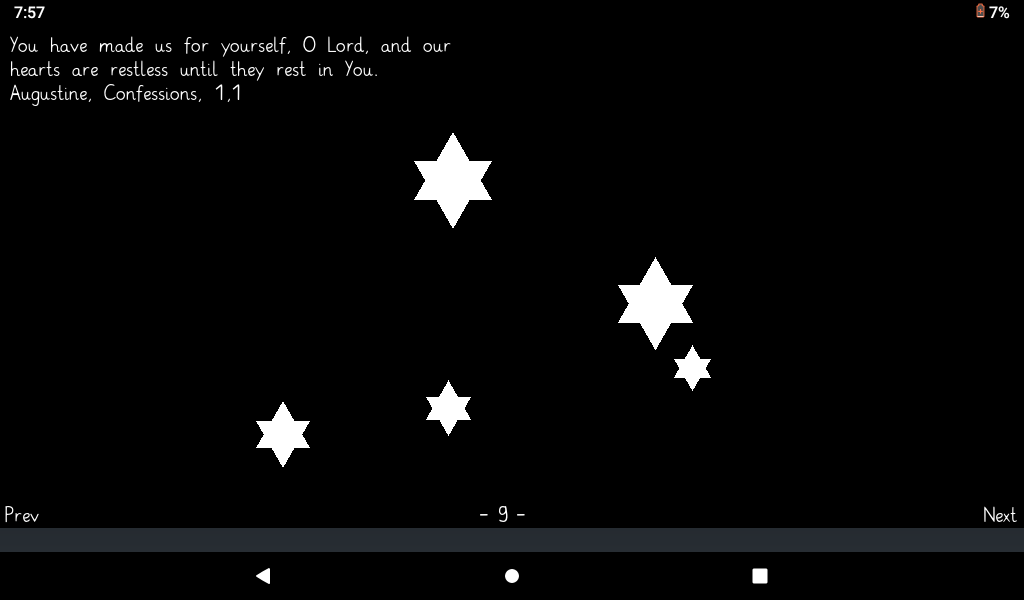 7:57
7%
You have made us for yourself, O Lord, and our
hearts are restless until they rest in You.
Augustine, Confessions, 1,1
Prev
- 9 -
Next